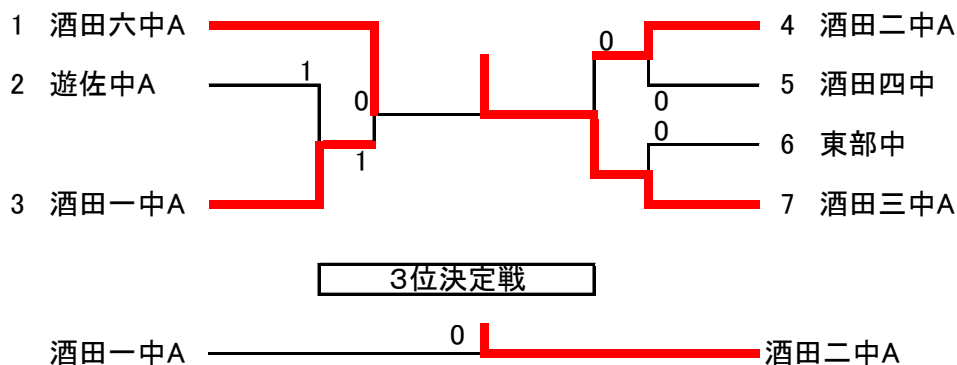 1 酒田六中A
2 遊佐中A
3 酒田一中A
1
0
1
0
0
0
4 酒田二中A
5 酒田四中
6 東部中
7 酒田三中A
3位決定戦
酒田一中A 0 酒田二中A